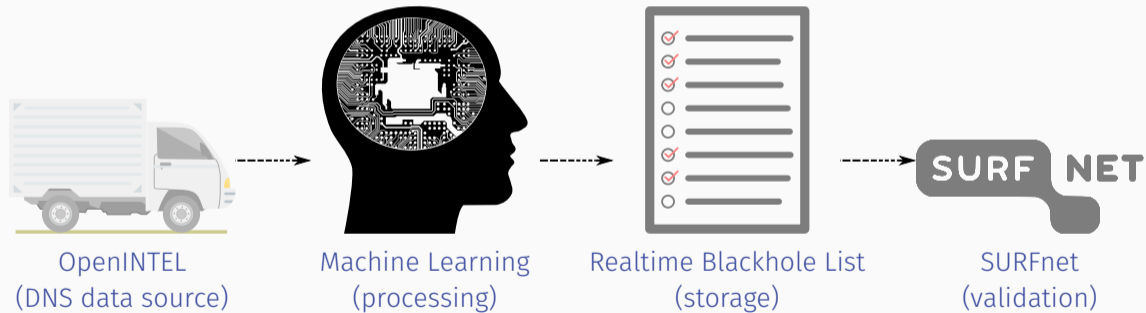 SURF NET
OpenINTEL
(DNS data source)
Machine Learning
(processing)
Realtime Blackhole List
(storage)
SURFnet
(validation)